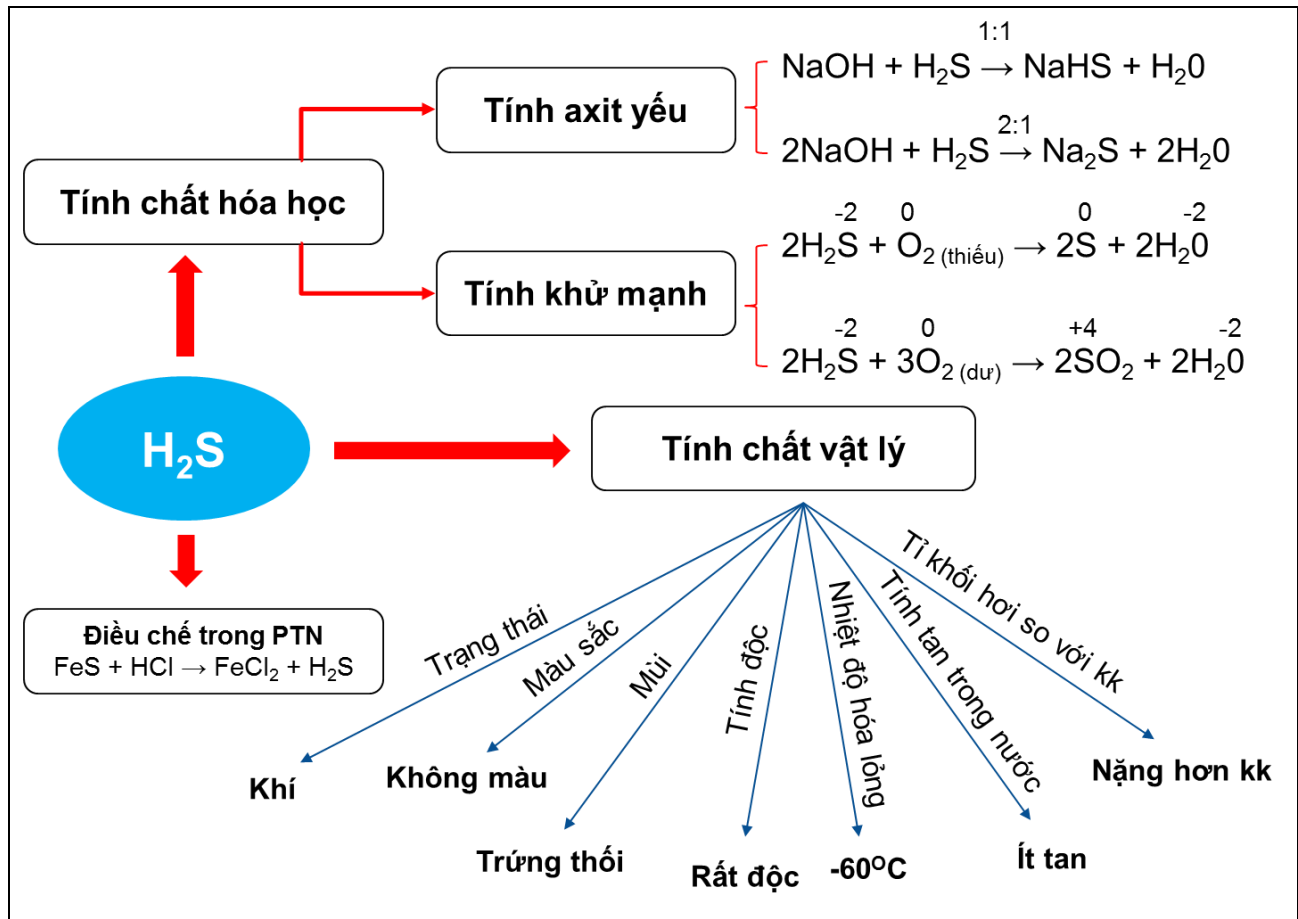 1:1
NaOH + H₂S → NaHS + H₂0
Tính axit yếu
2:1
2NaOH + H₂S → Na₂S + 2H₂0
Tính chất hóa học
-2 0 0 -2
2H₂S + O₂ (thiếu) → 2S + 2H₂0
Tính khử mạnh
-2 0 +4 -2
2H₂S + 3O₂ (dư) → 2SO₂ + 2H₂0
H₂S
Tính chất vật lý
Điều chế trong PTN
FeS + HCl → FeCl₂ + H₂S
Trạng thái
Màu sắc
Mùi
Tính độc
Nhiệt độ hóa lỏng
Tính tan trong nước
Tỉ khối hơi so với kk
Khí
Không màu
Trứng thối
Rất độc
-60⁰C
Ít tan
Nặng hơn kk